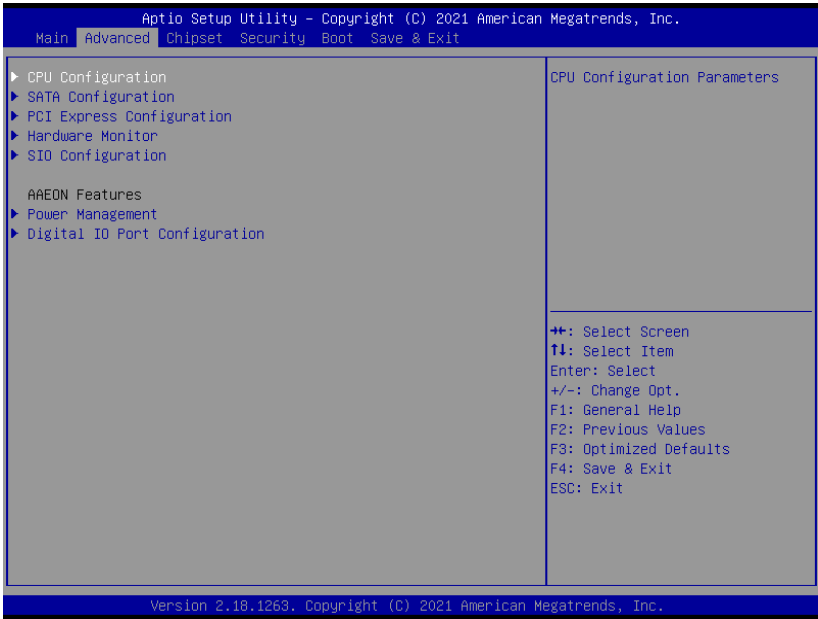 Aptio Setup Utility – Copyright (C) 2021 American Megatrends, Inc.
Main Advanced Chipset Security Boot Save & Exit
CPU Configuration
SATA Configuration
PCI Express Configuration
Hardware Monitor
SIO Configuration
AAEON Features
Power Management
Digital IO Port Configuration
CPU Configuration Parameters
→←: Select Screen
↑↓: Select Item
Enter: Select
+/-: Change Opt.
F1: General Help
F2: Previous Values
F3: Optimized Defaults
F4: Save & Exit
ESC: Exit
Version 2.18.1263. Copyright (C) 2021 American Megatrends, Inc.